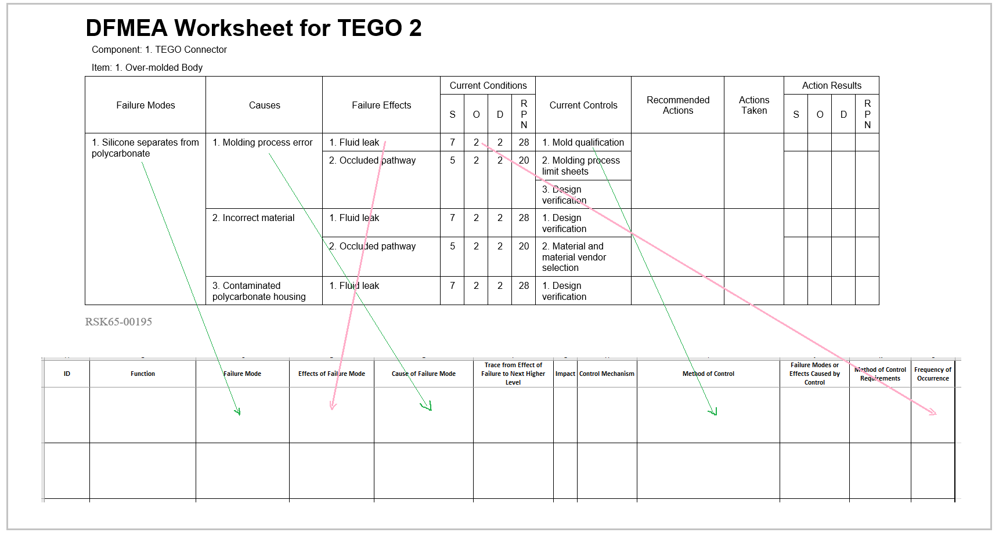 DFMEA Worksheet for TEGO 2
Component: 1. TEGO Connector
Item: 1. Over-molded Body
Failure Modes
Causes
Failure Effects
Current Conditions
S
O
D
R
P
N
Current Controls
Recommended
Actions
Actions
Taken
Action Results
S
O
D
R
P
N
1. Silicone separates from
polycarbonate
1. Molding process error
1. Fluid leak
7
2
2
28
1. Mold qualification
2. Occluded pathway
5
2
2
20
2. Molding process
limit sheets
3. Design
verification
2. Incorrect material
1. Fluid leak
7
2
2
28
1. Design
verification
2. Occluded pathway
5
2
2
20
2. Material and
material vendor
selection
3. Contaminated
polycarbonate housing
1. Fluid leak
7
2
2
28
1. Design
verification
RSK65-00195
ID
Function
Failure Mode
Effects of Failure Mode
Cause of Failure Mode
Trace from Effect of
Failure to Next Higher
Level
Impact
Control Mechanism
Method of Control
Failure Modes or
Effects Caused by
Control
Method of Control
Requirements
Frequency of
Occurrence